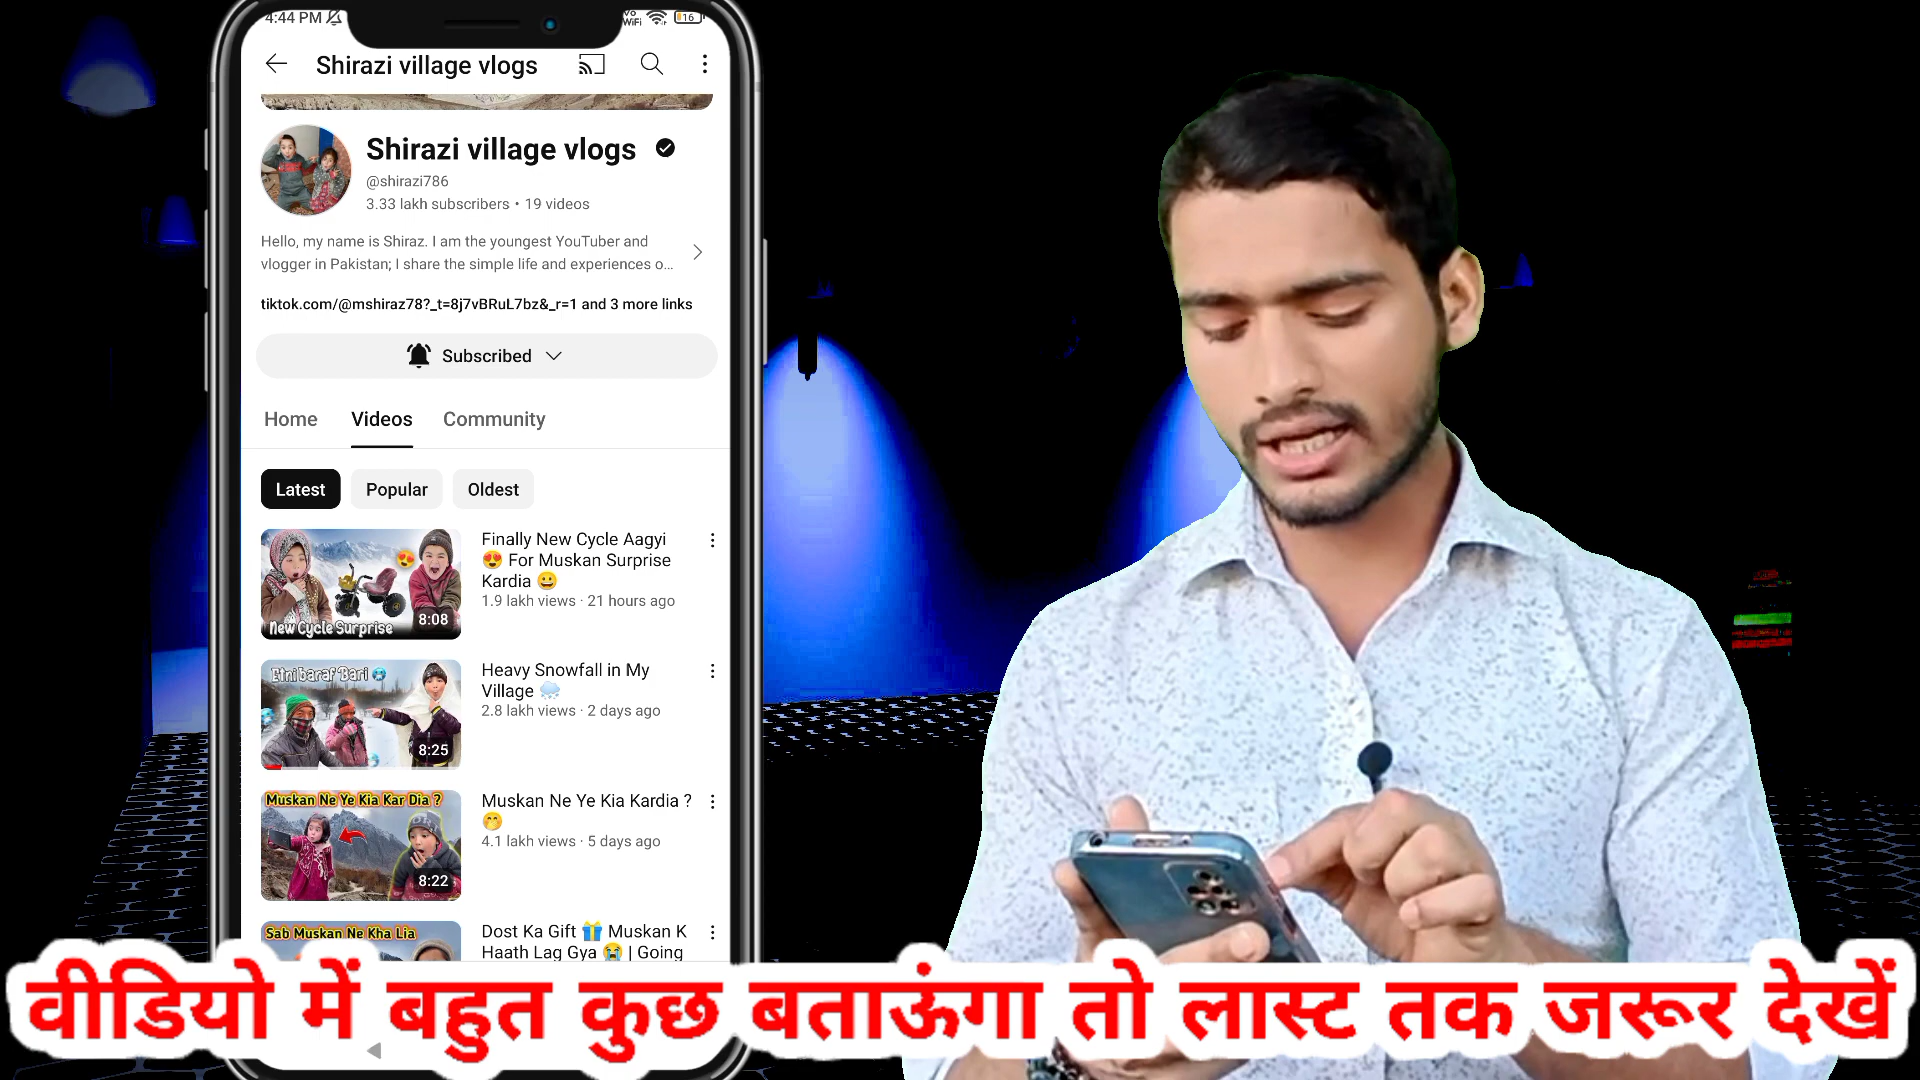 4:44 PM
Vo
WiFi
16
Shirazi village vlogs
Shirazi village vlogs
@shirazi786
3.33 lakh subscribers • 19 videos
Hello, my name is Shiraz. I am the youngest YouTuber and
vlogger in Pakistan; I share the simple life and experiences o...
tiktok.com/@mshiraz78?_t=8j7vBRuL7bz&_r=1 and 3 more links
Subscribed
Home Videos Community
Latest Popular Oldest
New Cycle Surprise
8:08
Finally New Cycle Aagyi
😍 For Muskan Surprise
Kardia 😀
1.9 lakh views · 21 hours ago
Etni baraf Bari 🥶
8:25
Heavy Snowfall in My
Village 🌨️
2.8 lakh views · 2 days ago
Muskan Ne Ye Kia Kar Dia ?
8:22
Muskan Ne Ye Kia Kardia ?
🤭
4.1 lakh views · 5 days ago
Sab Muskan Ne Kha Lia
Dost Ka Gift 🎁 Muskan K
Haath Lag Gya 😭 | Going
वीडियो में बहुत कुछ बताऊंगा तो लास्ट तक जरूर देखें